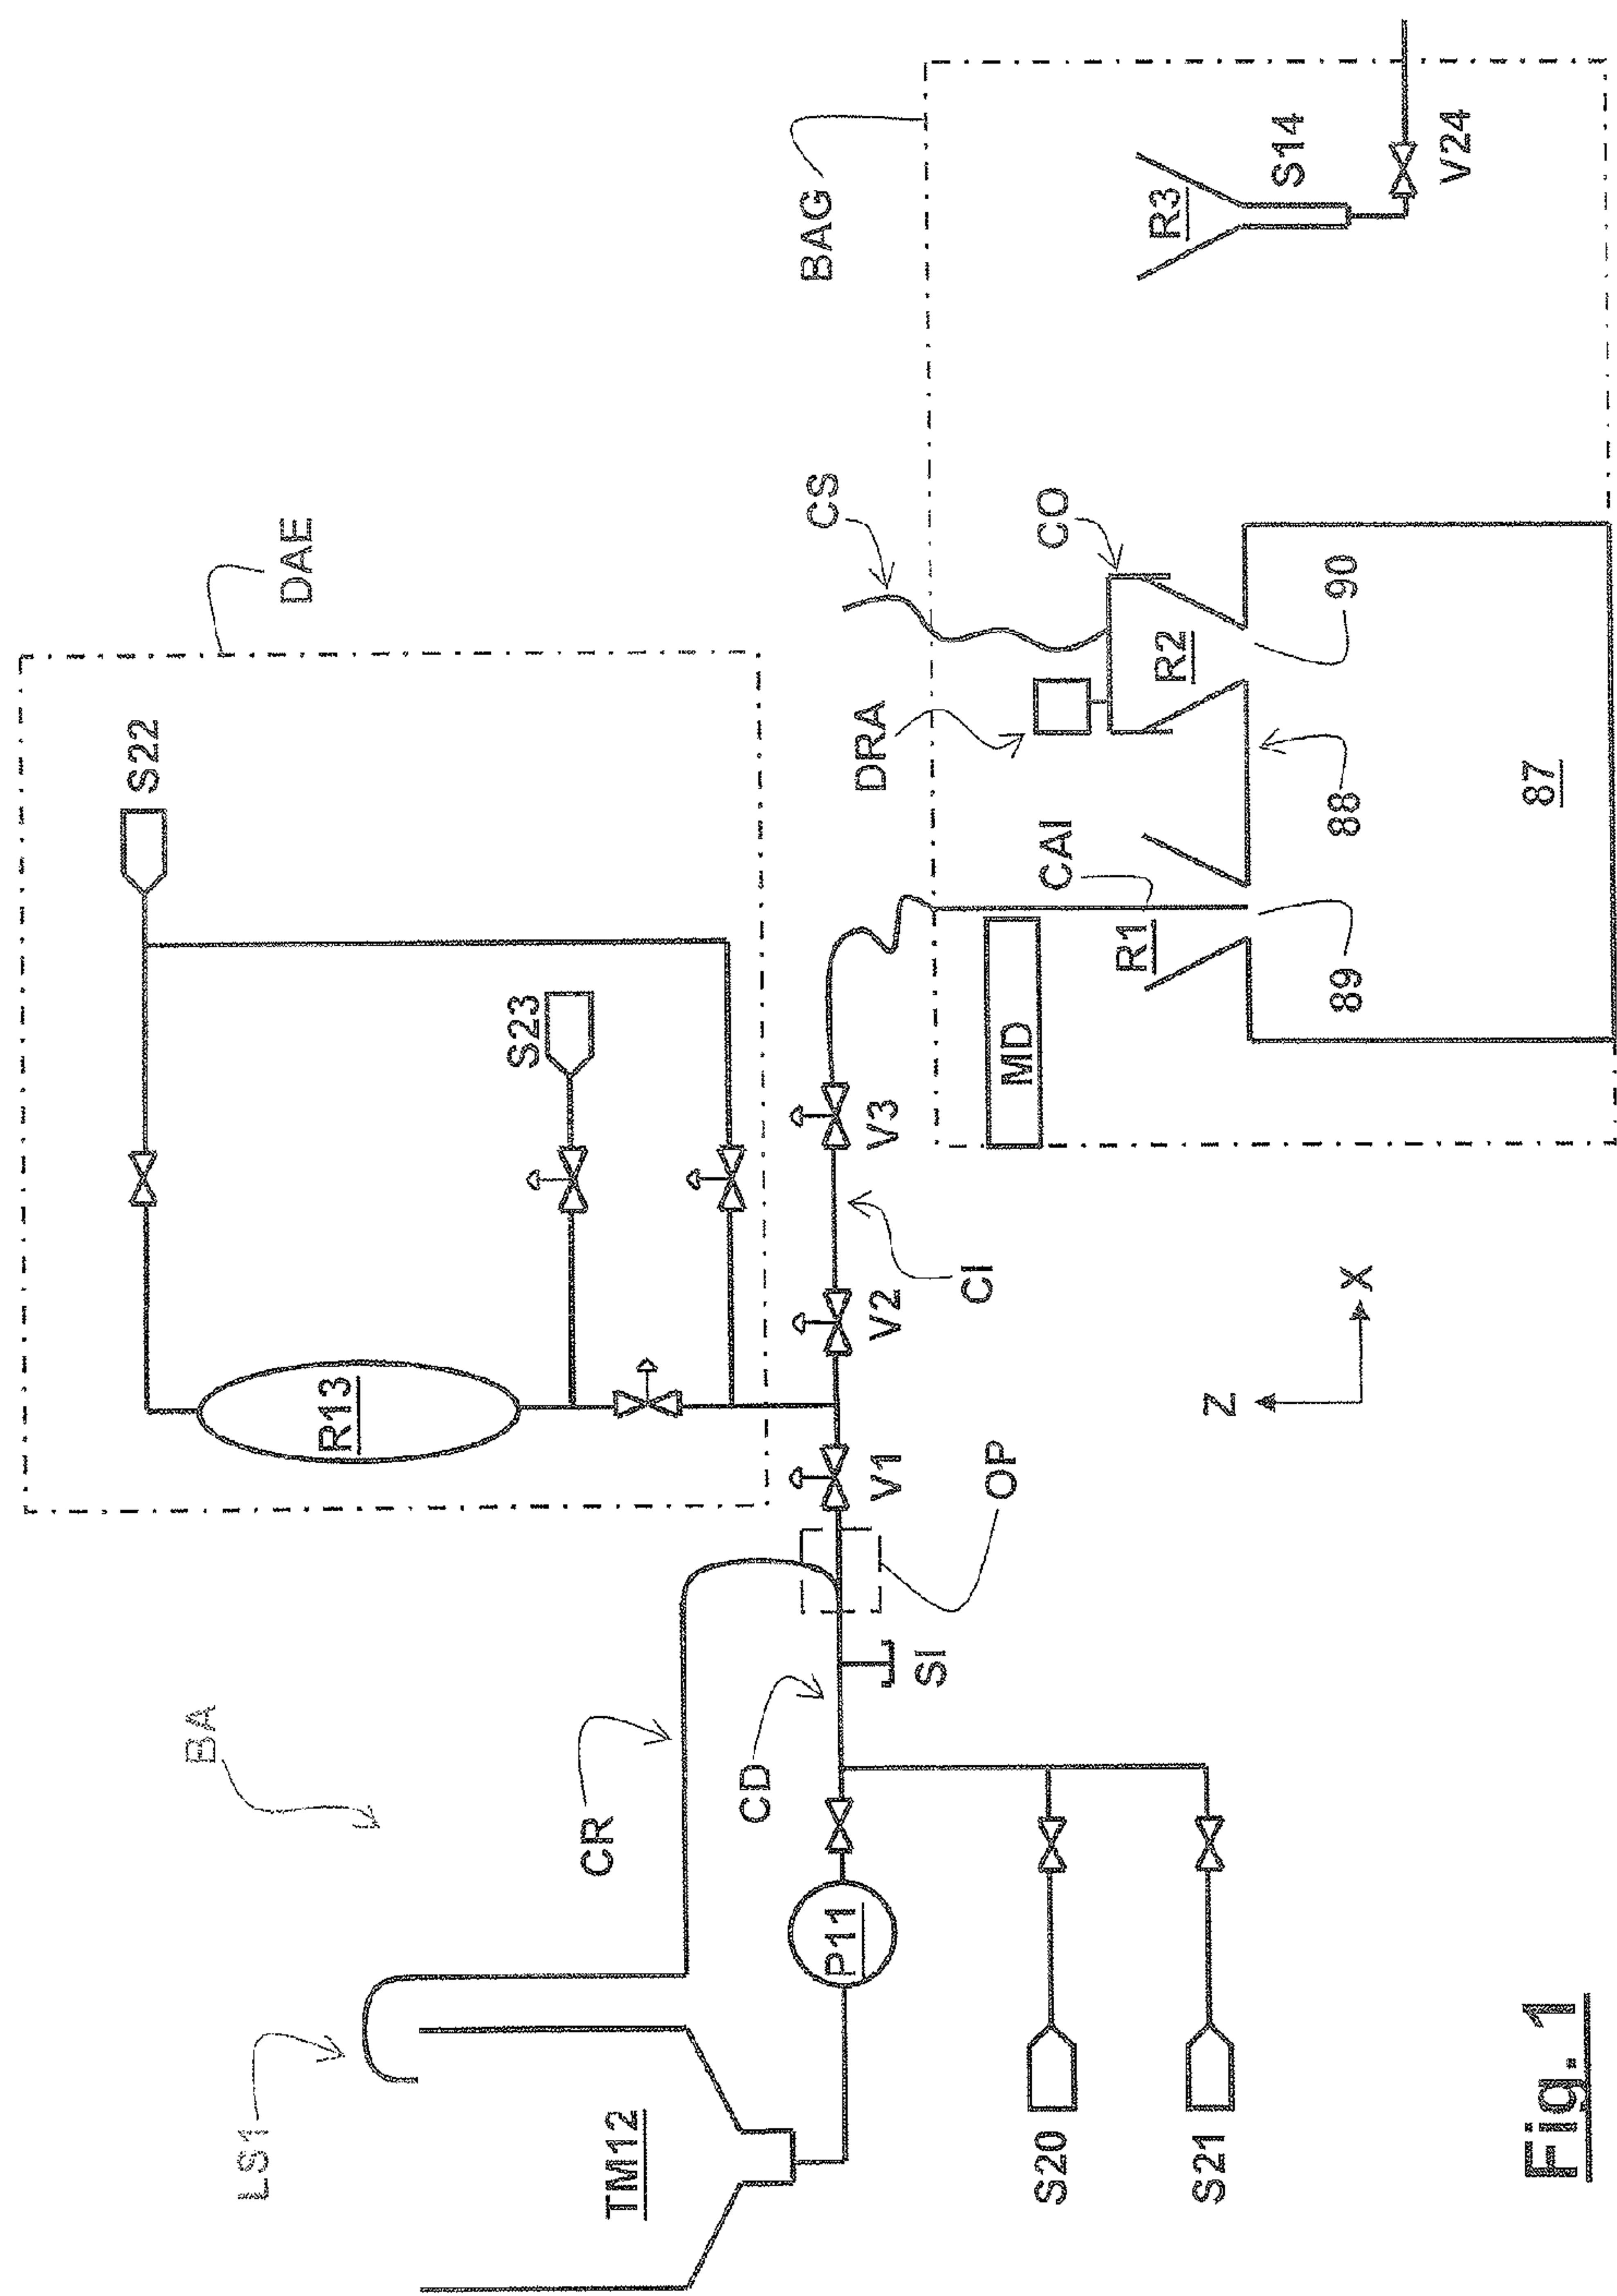 DAE
S22
S23
R13
BA
LS1
CR
TM12
CD
P11
SI
OP
V1
V2
V3
CI
S20
S21
Z
X
BAG
CS
DRA
CO
CAI
MD
R1
R2
R3
S14
V24
88
89
90
87
Fig. 1